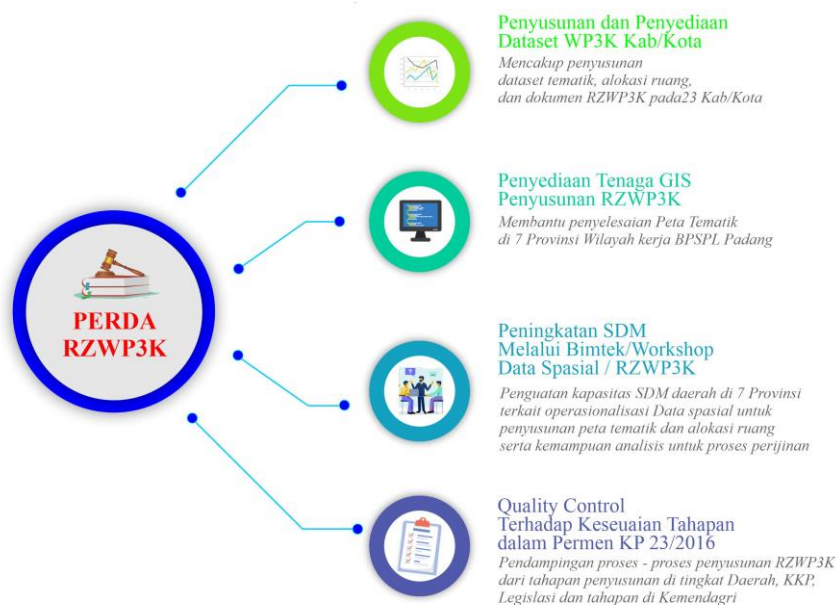 Penyusunan dan Penyediaan
Dataset WP3K Kab/Kota
Mencakup penyusunan
dataset tematik, alokasi ruang,
dan dokumen RZWP3K pada23 Kab/Kota
Penyediaan Tenaga GIS
Penyusunan RZWP3K
Membantu penyelesaian Peta Tematik
di 7 Provinsi Wilayah kerja BPSPL Padang
PERDA
RZWP3K
Peningkatan SDM
Melalui Bimtek/Workshop
Data Spasial / RZWP3K
Penguatan kapasitas SDM daerah di 7 Provinsi
terkait operasionalisasi Data spasial untuk
penyusunan peta tematik dan alokasi ruang
serta kemampuan analisis untuk proses perijinan
Quality Control
Terhadap Keseuaian Tahapan
dalam Permen KP 23/2016
Pendampingan proses - proses penyusunan RZWP3K
dari tahapan penyusunan di tingkat Daerah, KKP,
Legislasi dan tahapan di Kemendagri